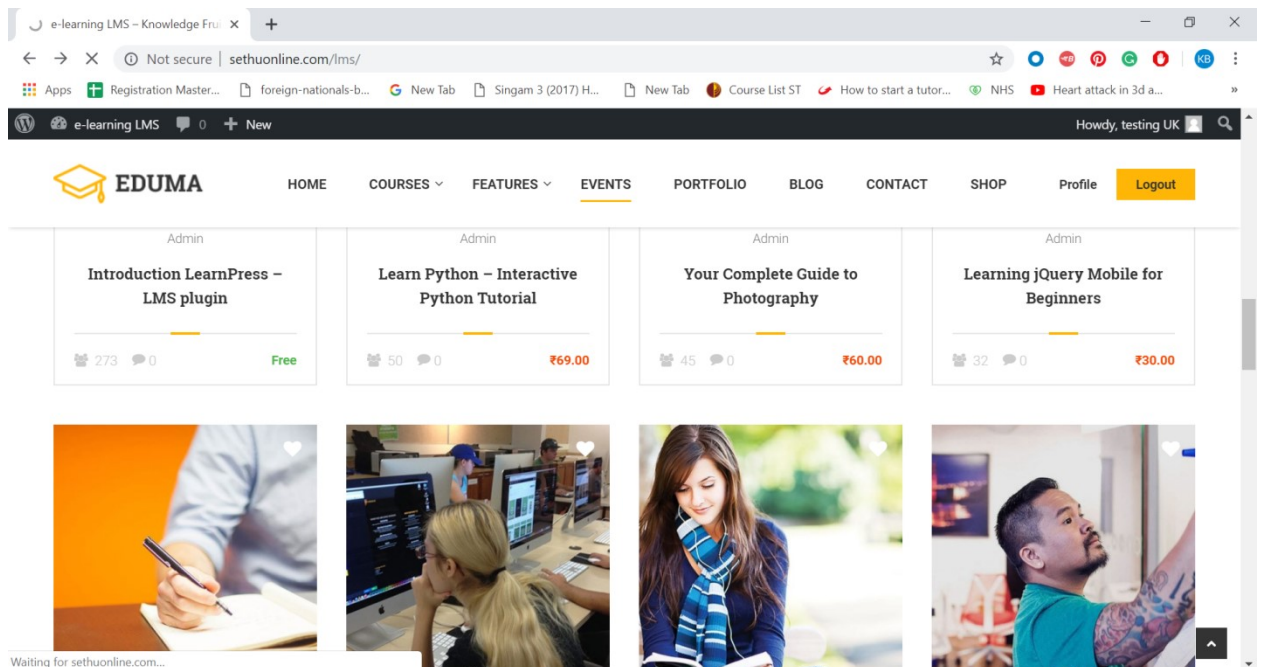 e-learning LMS – Knowledge Fru
Not secure | sethuonline.com/lms/
KB
Apps Registration Master... foreign-nationals-b... New Tab Singam 3 (2017) H... New Tab Course List ST How to start a tutor... NHS Heart attack in 3d a... »
e-learning LMS 0 + New Howdy, testing UK
EDUMA HOME COURSES FEATURES EVENTS PORTFOLIO BLOG CONTACT SHOP Profile Logout
Admin Admin Admin Admin
Introduction LearnPress –
LMS plugin
Learn Python – Interactive
Python Tutorial
Your Complete Guide to
Photography
Learning jQuery Mobile for
Beginners
273 0 Free 50 0 ₹69.00 45 0 ₹60.00 32 0 ₹30.00
Waiting for sethuonline.com...